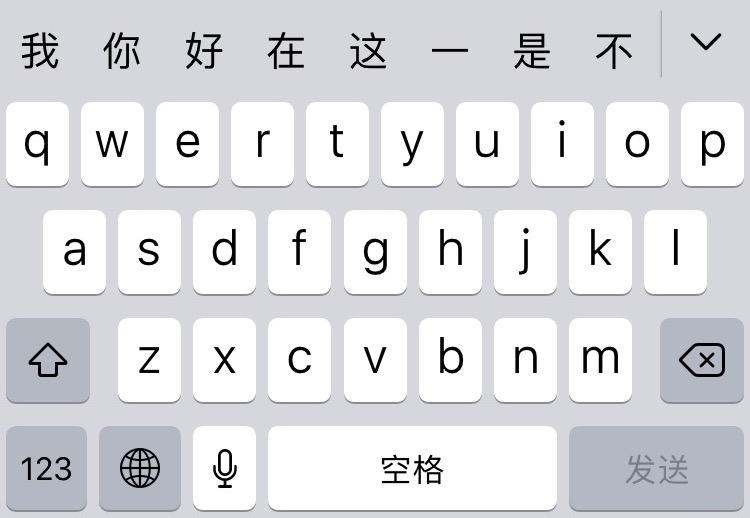 我 你 好 在 这 一 是 不
q w e r t y u i o p
a s d f g h j k l
z x c v b n m
123 空格 发送